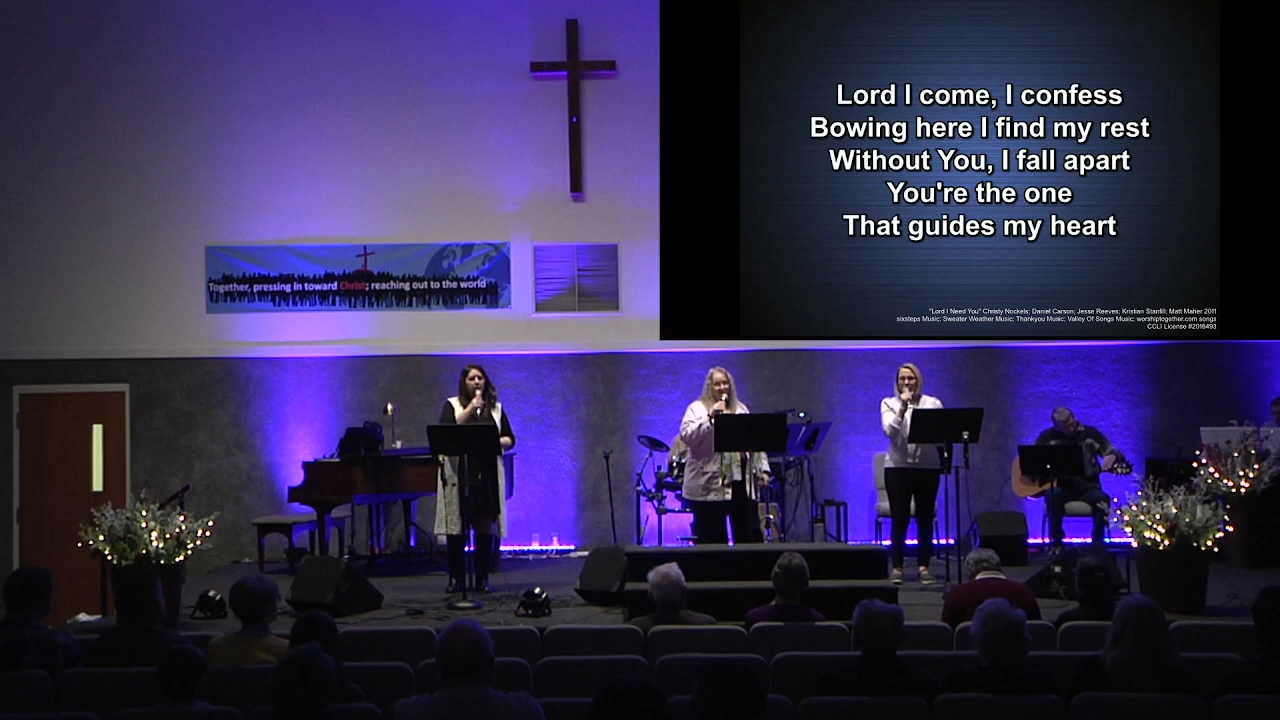 Lord I come, I confess
Bowing here I find my rest
Without You, I fall apart
You're the one
That guides my heart
"Lord I Need You" Christy Nockels; Daniel Carson; Jesse Reeves; Kristian Stanfill; Matt Maher 2011
sixsteps Music; Sweater Weather Music; Thankyou Music; Valley Of Songs Music; worshiptogether.com songs
CCLI License #2016493
Together, pressing in toward Christ; reaching out to the world